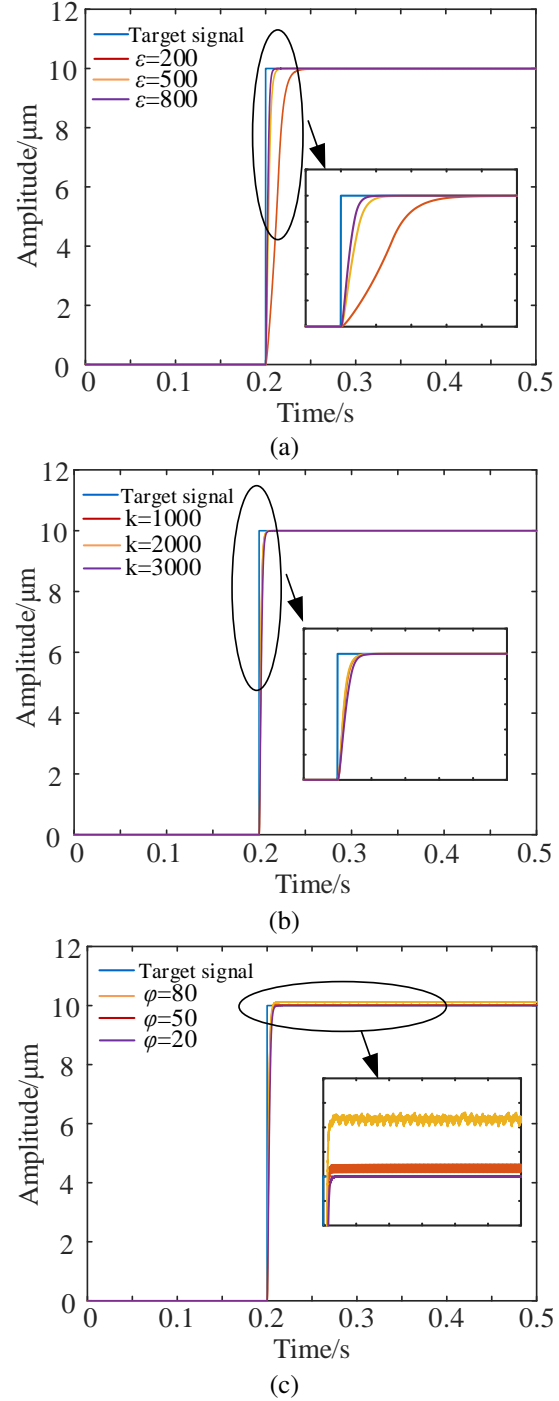 12
Target signal
ε=200
ε=500
ε=800
10
8
6
4
2
0
Amplitude/μm
0 0.1 0.2 0.3 0.4 0.5
Time/s
(a)
12
Target signal
k=1000
k=2000
k=3000
10
8
6
4
2
0
Amplitude/μm
0 0.1 0.2 0.3 0.4 0.5
Time/s
(b)
12
Target signal
φ=80
φ=50
φ=20
10
8
6
4
2
0
Amplitude/μm
0 0.1 0.2 0.3 0.4 0.5
Time/s
(c)